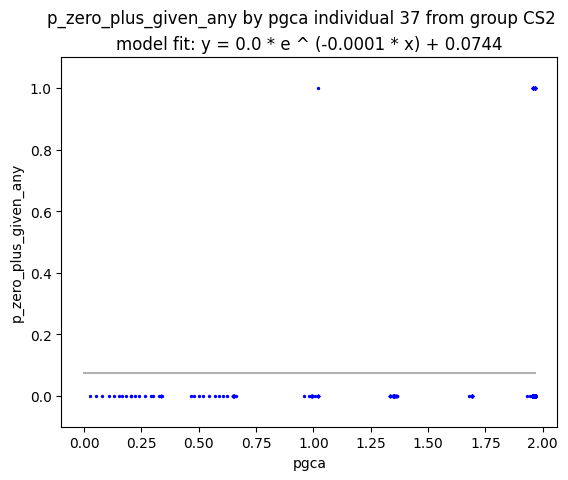 p_zero_plus_given_any by pgca individual 37 from group CS2
model fit: y = 0.0 * e ^ (-0.0001 * x) + 0.0744
1.0
0.8
0.6
0.4
0.2
0.0
p_zero_plus_given_any
0.00 0.25 0.50 0.75 1.00 1.25 1.50 1.75 2.00
pgca